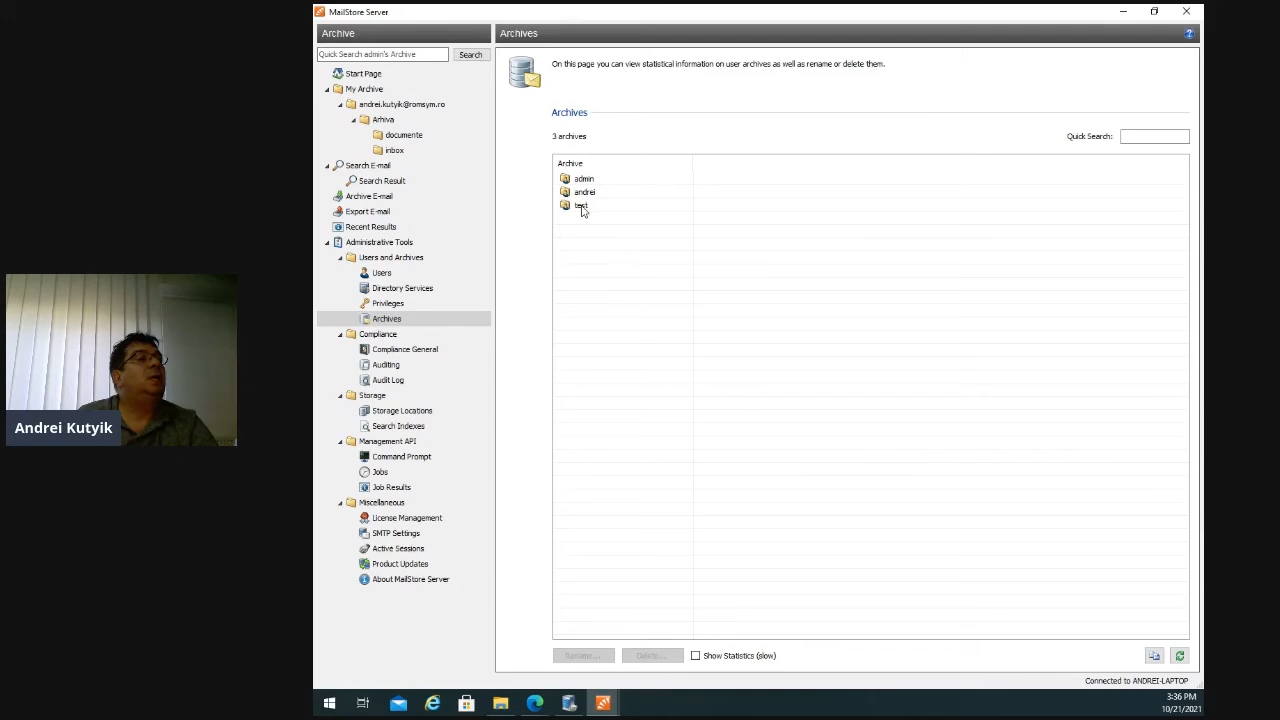 MailStore Server
Archive
Archives
Quick Search admin's Archive
Search
Start Page
My Archive
andrei.kutyik@romsym.ro
Arhiva
documente
inbox
Search E-mail
Search Result
Archive E-mail
Export E-mail
Recent Results
Administrative Tools
Users and Archives
Users
Directory Services
Privileges
Archives
Compliance
Compliance General
Auditing
Audit Log
Storage
Storage Locations
Search Indexes
Management API
Command Prompt
Jobs
Job Results
Miscellaneous
License Management
SMTP Settings
Active Sessions
Product Updates
About MailStore Server
On this page you can view statistical information on user archives as well as rename or delete them.
Archives
3 archives
Quick Search:
Archive
admin
andrei
test
Rename...
Delete...
Show Statistics (slow)
Connected to ANDREI-LAPTOP
Andrei Kutyik
3:36 PM
10/21/2021